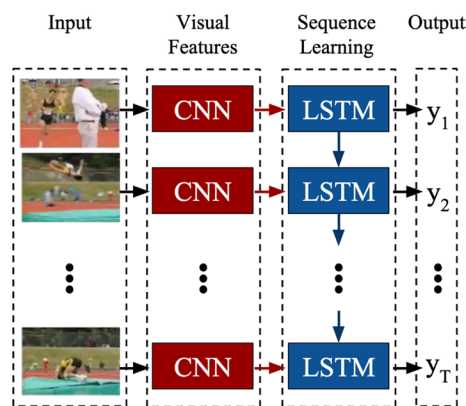 Input
Visual Features
Sequence Learning
Output
CNN
LSTM
y1
CNN
LSTM
y2
CNN
LSTM
yT